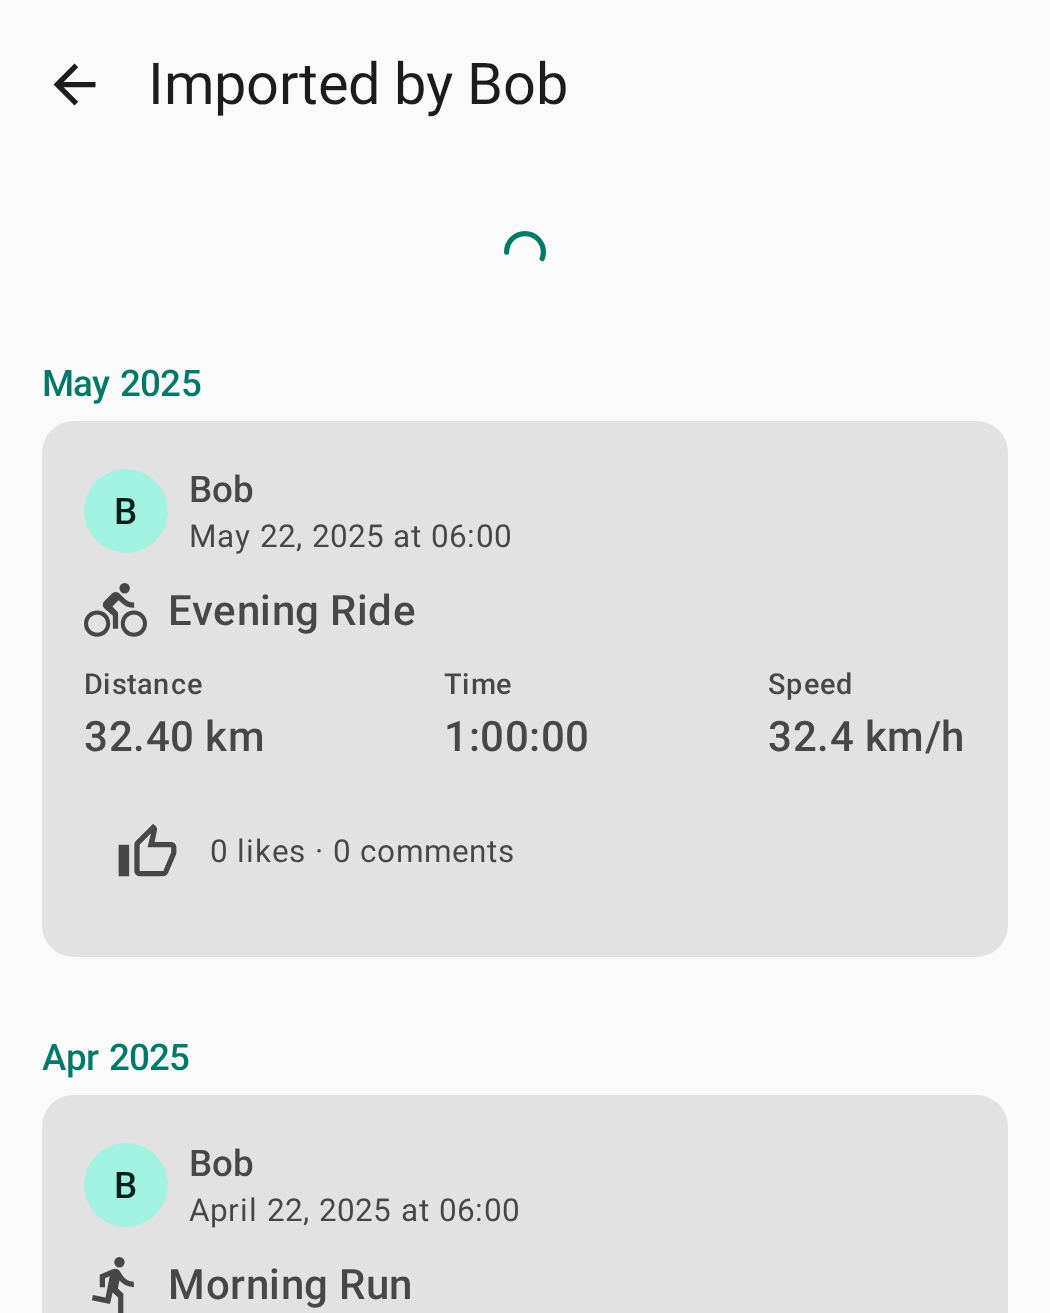 Imported by Bob
May 2025
B
Bob
May 22, 2025 at 06:00
Evening Ride
Distance Time Speed
32.40 km 1:00:00 32.4 km/h
0 likes · 0 comments
Apr 2025
B
Bob
April 22, 2025 at 06:00
Morning Run